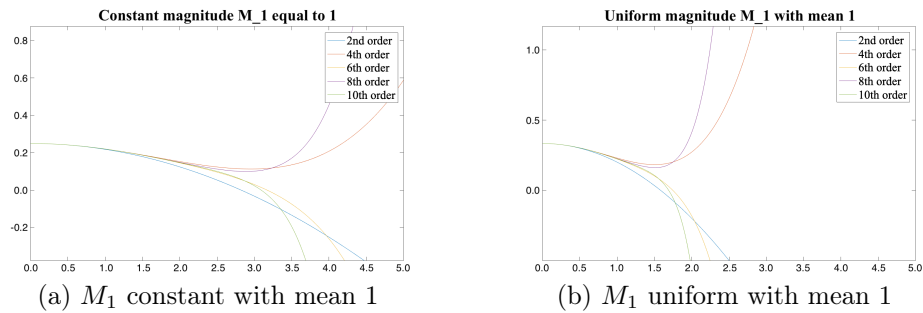 Constant magnitude M_1 equal to 1
0.8
0.6
0.4
0.2
0.0
-0.2
0.0 0.5 1.0 1.5 2.0 2.5 3.0 3.5 4.0 4.5 5.0
2nd order
4th order
6th order
8th order
10th order
(a) M₁ constant with mean 1
Uniform magnitude M_1 with mean 1
1.0
0.5
0.0
0.0 0.5 1.0 1.5 2.0 2.5 3.0 3.5 4.0 4.5 5.0
2nd order
4th order
6th order
8th order
10th order
(b) M₁ uniform with mean 1